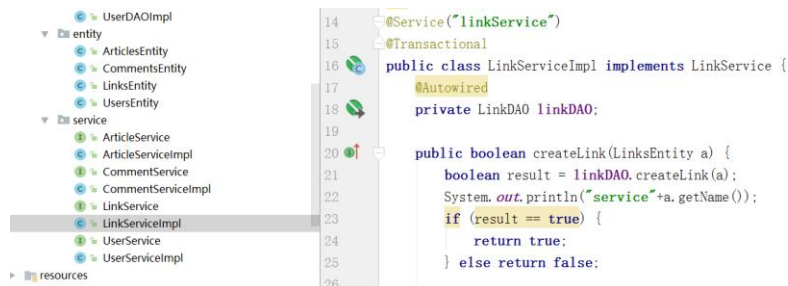 UserDAOImpl
entity
ArticlesEntity
CommentsEntity
LinksEntity
UsersEntity
service
ArticleService
ArticleServiceImpl
CommentService
CommentServiceImpl
LinkService
LinkServiceImpl
UserService
UserServiceImpl
resources
14 @Service("linkService")
15 @Transactional
16 public class LinkServiceImpl implements LinkService {
17 @Autowired
18 private LinkDAO linkDAO;
19
20 public boolean createLink(LinksEntity a) {
21 boolean result = linkDAO.createLink(a);
22 System.out.println("service"+a.getName());
23 if (result == true) {
24 return true;
25 } else return false;
26